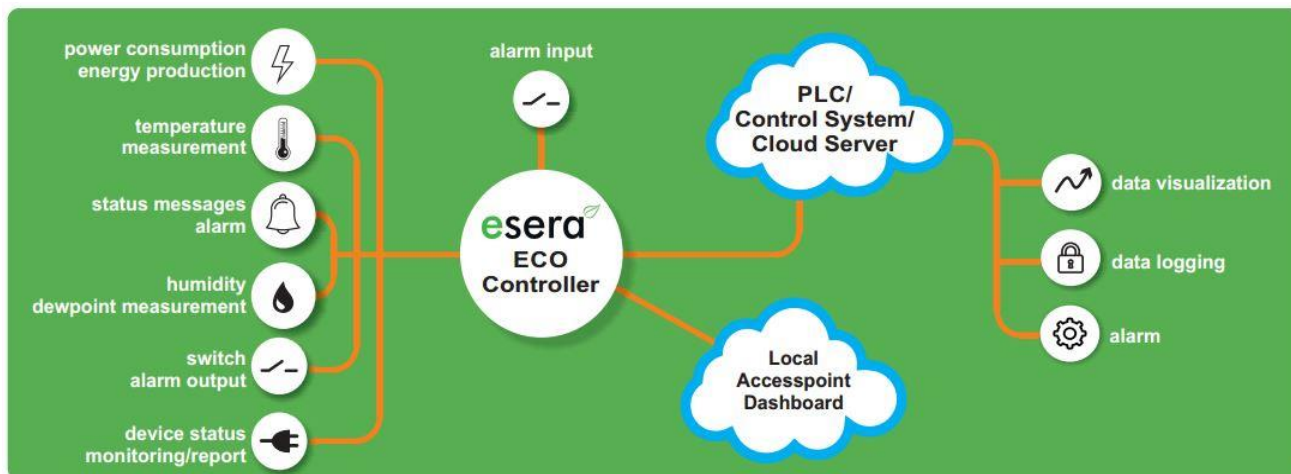 power consumption
energy production
temperature
measurement
status messages
alarm
humidity
dewpoint measurement
switch
alarm output
device status
monitoring/report
alarm input
esera
ECO
Controller
PLC/
Control System/
Cloud Server
Local
Accesspoint
Dashboard
data visualization
data logging
alarm